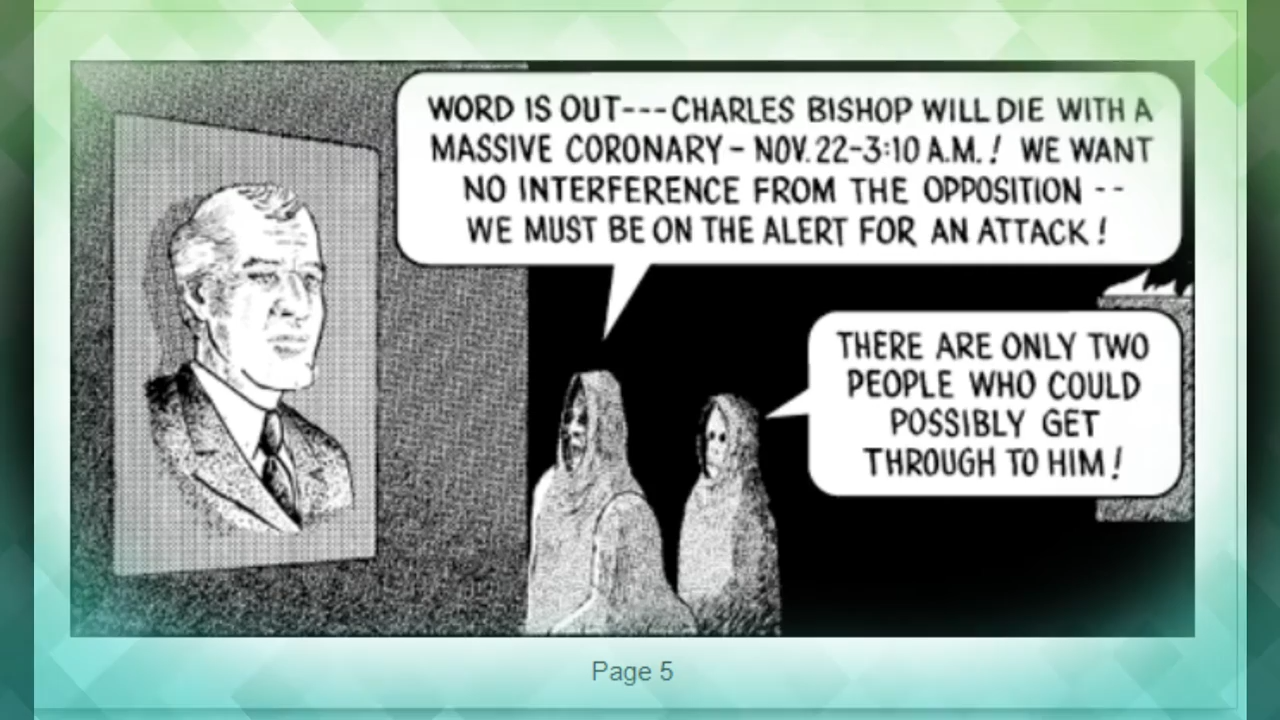 WORD IS OUT---CHARLES BISHOP WILL DIE WITH A
MASSIVE CORONARY - NOV. 22-3:10 A.M.! WE WANT
NO INTERFERENCE FROM THE OPPOSITION --
WE MUST BE ON THE ALERT FOR AN ATTACK!
THERE ARE ONLY TWO
PEOPLE WHO COULD
POSSIBLY GET
THROUGH TO HIM!
Page 5